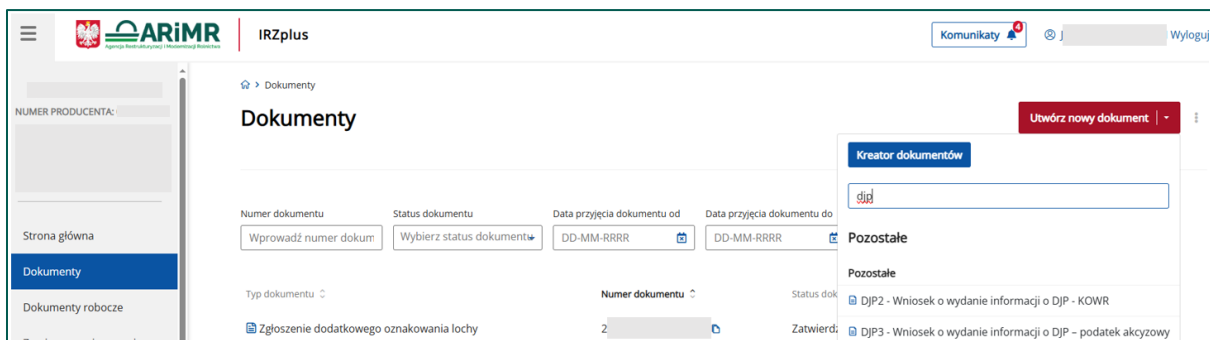 ARiMR
Agencja Restrukturyzacji i Modernizacji Rolnictwa
IRZplus
Komunikaty 4
J
Wyloguj
NUMER PRODUCENTA:
Strona główna
Dokumenty
Dokumenty robocze
> Dokumenty
Dokumenty
Utwórz nowy dokument
Kreator dokumentów
djp
Pozostałe
Pozostałe
DJP2 - Wniosek o wydanie informacji o DJP - KOWR
DJP3 - Wniosek o wydanie informacji o DJP – podatek akcyzowy
Numer dokumentu Status dokumentu Data przyjęcia dokumentu od Data przyjęcia dokumentu do
Wprowadź numer dokum Wybierz status dokumentu DD-MM-RRRR DD-MM-RRRR
Typ dokumentu Numer dokumentu Status dok
Zgłoszenie dodatkowego oznakowania lochy 2 Zatwierdz